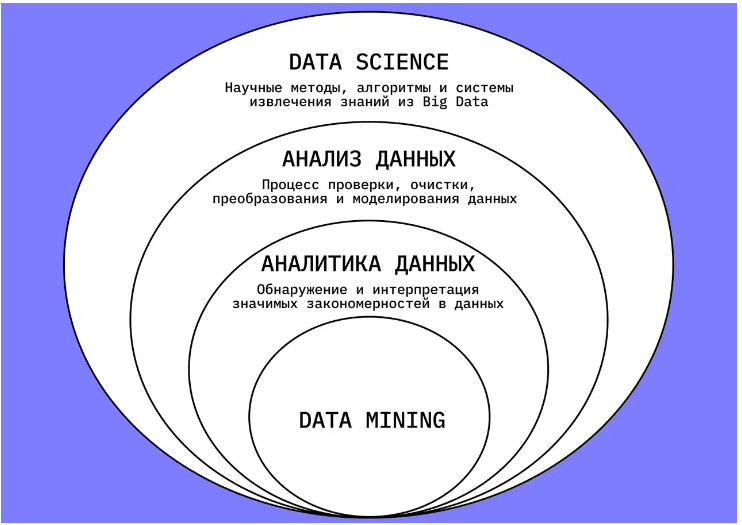 DATA SCIENCE
Научные методы, алгоритмы и системы
извлечения знаний из Big Data
АНАЛИЗ ДАННЫХ
Процесс проверки, очистки,
преобразования и моделирования данных
АНАЛИТИКА ДАННЫХ
Обнаружение и интерпретация
значимых закономерностей в данных
DATA MINING